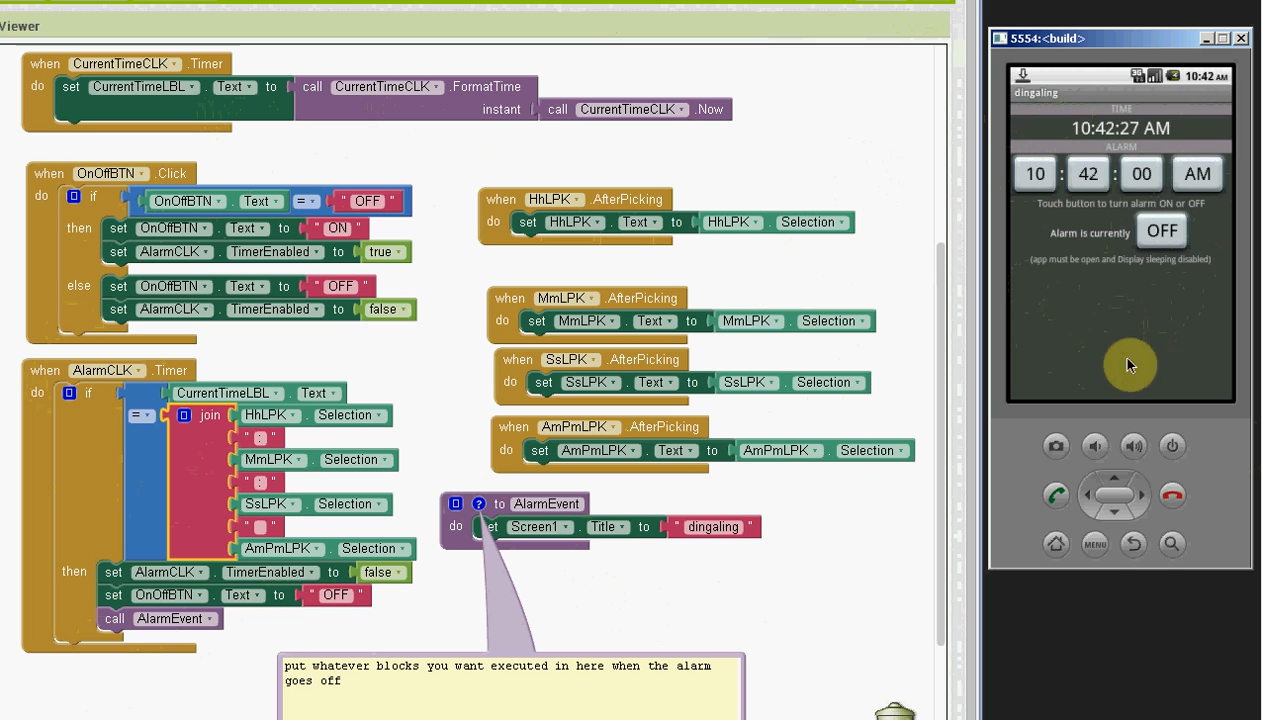 Viewer
when CurrentTimeCLK .Timer
do set CurrentTimeLBL . Text to call CurrentTimeCLK .FormatTime
instant call CurrentTimeCLK .Now
when OnOffBTN .Click
do if OnOffBTN . Text = " OFF "
then set OnOffBTN . Text to " ON "
set AlarmCLK . TimerEnabled to true
else set OnOffBTN . Text to " OFF "
set AlarmCLK . TimerEnabled to false
when AlarmCLK .Timer
do if CurrentTimeLBL . Text
= join HhLPK . Selection
" : "
MmLPK . Selection
" : "
SsLPK . Selection
"   "
AmPmLPK . Selection
then set AlarmCLK . TimerEnabled to false
set OnOffBTN . Text to " OFF "
call AlarmEvent
when HhLPK .AfterPicking
do set HhLPK . Text to HhLPK . Selection
when MmLPK .AfterPicking
do set MmLPK . Text to MmLPK . Selection
when SsLPK .AfterPicking
do set SsLPK . Text to SsLPK . Selection
when AmPmLPK .AfterPicking
do set AmPmLPK . Text to AmPmLPK . Selection
? to AlarmEvent
do set Screen1 . Title to " dingaling "
put whatever blocks you want executed in here when the alarm
goes off
5554:<build>
3G 10:42 AM
dingaling
TIME
10:42:27 AM
ALARM
10 : 42 : 00 AM
Touch button to turn alarm ON or OFF
Alarm is currently OFF
(app must be open and Display sleeping disabled)
MENU